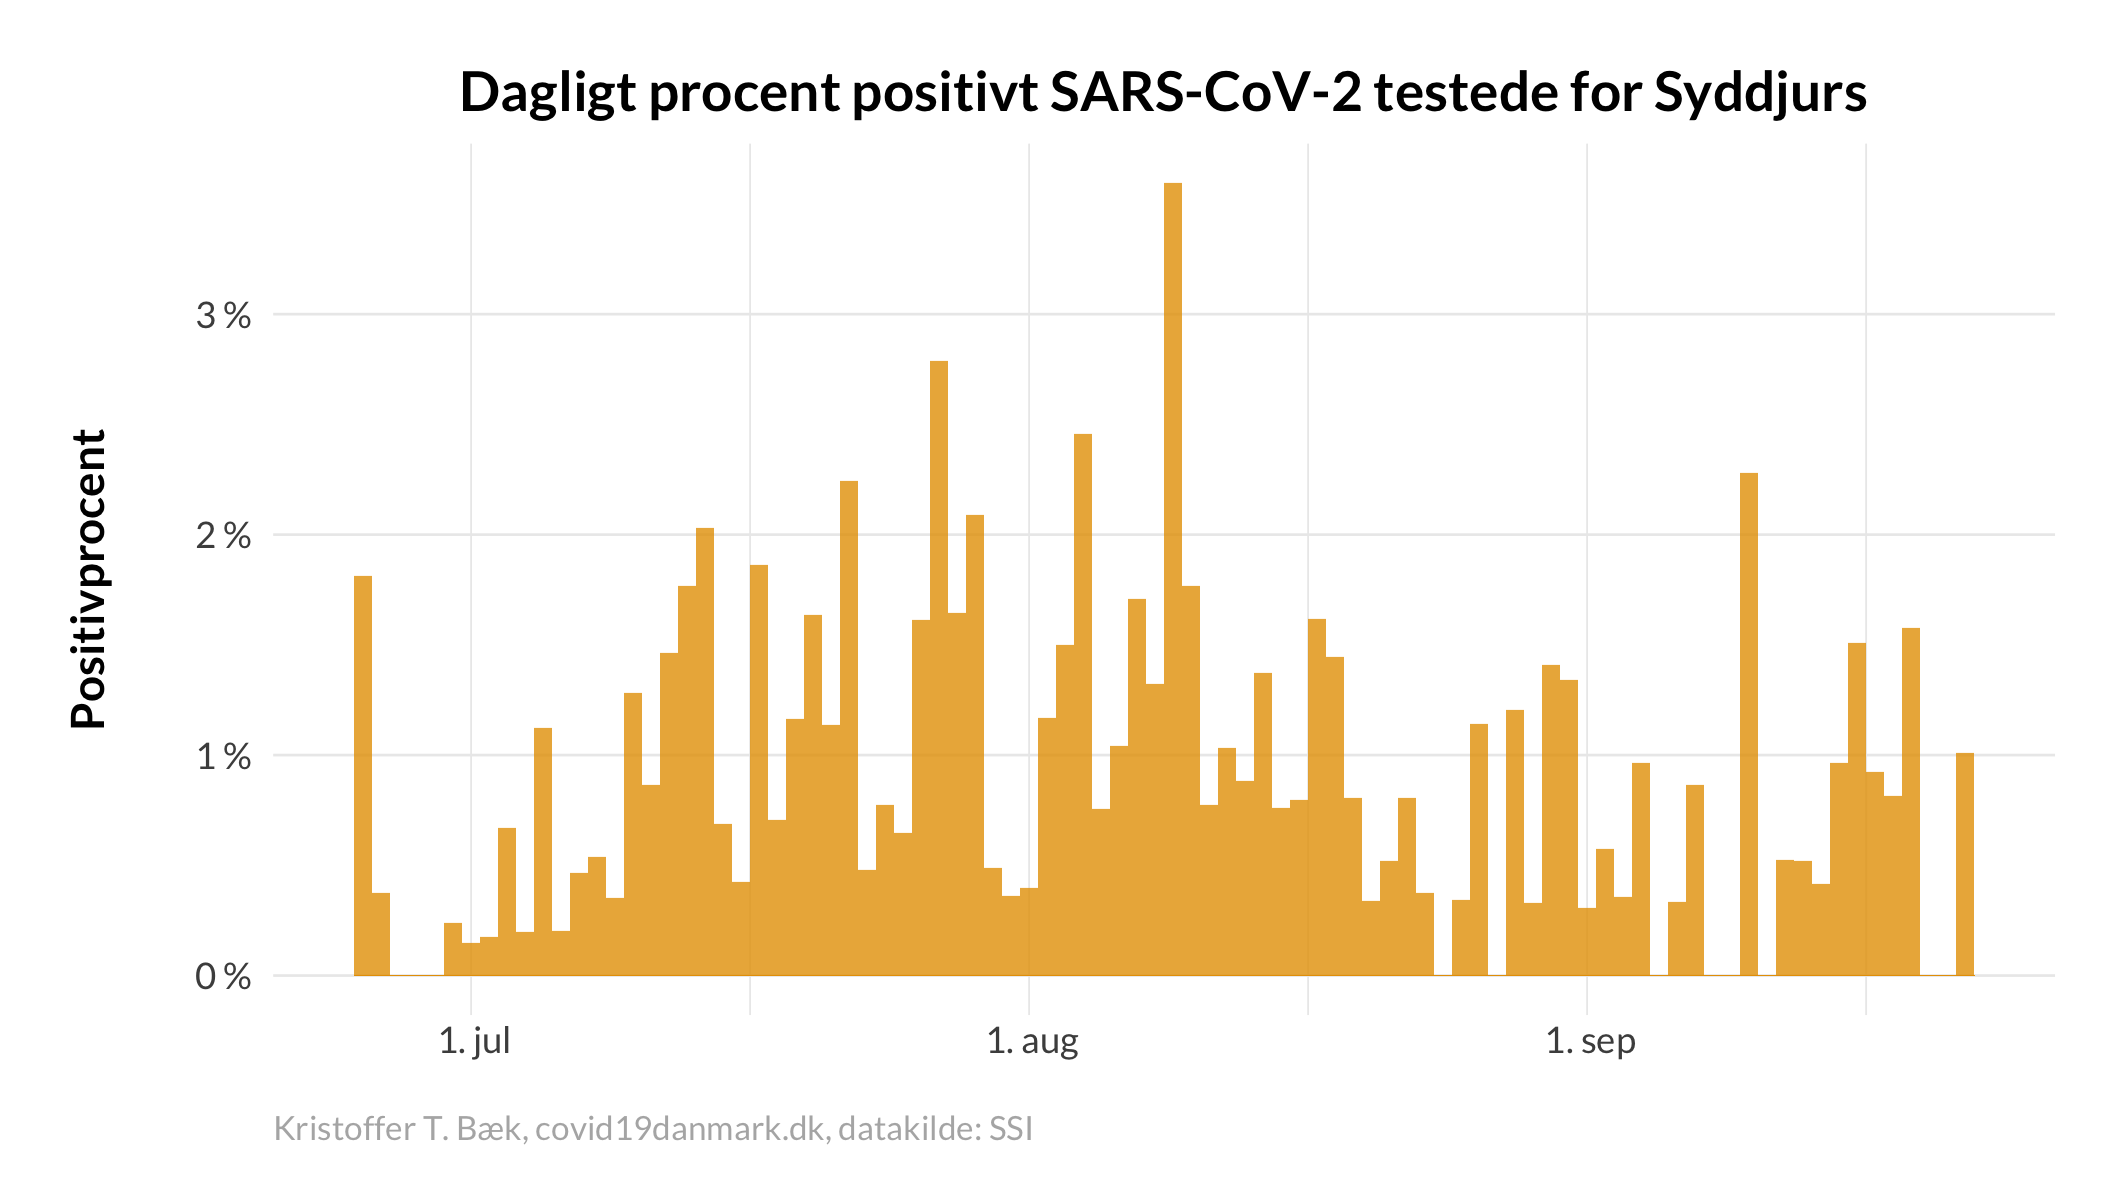 Dagligt procent positivt SARS-CoV-2 testede for Syddjurs
Positivprocent
3 %
2 %
1 %
0 %
1. jul
1. aug
1. sep
Kristoffer T. Bæk, covid19danmark.dk, datakilde: SSI